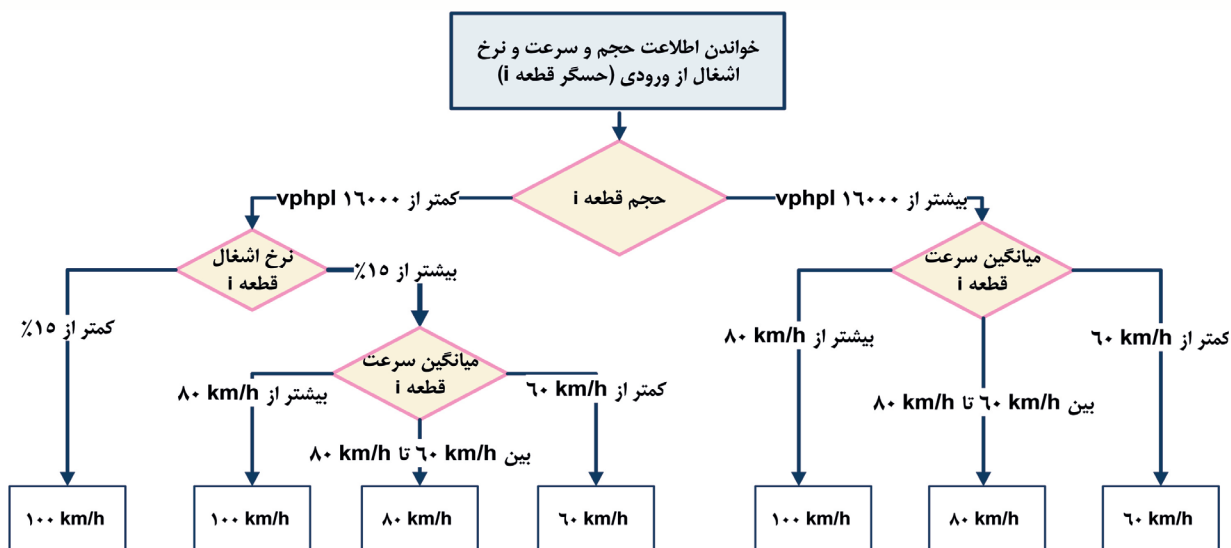 خواندن اطلاعت حجم و سرعت و نرخ
اشغال از ورودی (حسگر قطعه i)
حجم قطعه i
بیشتر از ۱۶۰۰۰ vphpl
کمتر از ۱۶۰۰۰ vphpl
میانگین سرعت
قطعه i
نرخ اشغال
قطعه i
بیشتر از ۱۵٪
کمتر از ۱۵٪
کمتر از ۶۰ km/h
بیشتر از ۸۰ km/h
بین ۶۰ km/h تا ۸۰ km/h
میانگین سرعت
قطعه i
کمتر از ۶۰ km/h
بیشتر از ۸۰ km/h
بین ۶۰ km/h تا ۸۰ km/h
۶۰ km/h
۸۰ km/h
۱۰۰ km/h
۶۰ km/h
۸۰ km/h
۱۰۰ km/h
۱۰۰ km/h